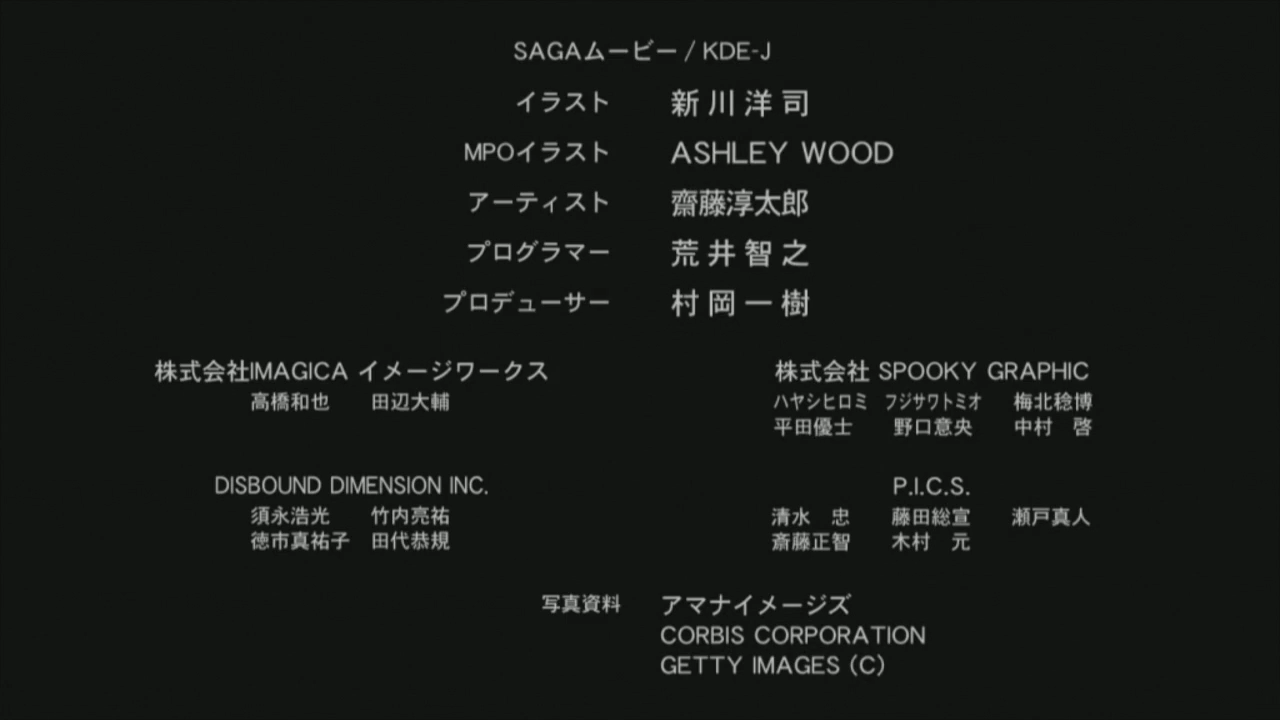 SAGAムービー / KDE-J
イラスト 新川洋司
MPOイラスト ASHLEY WOOD
アーティスト 齋藤淳太郎
プログラマー 荒井智之
プロデューサー 村岡一樹
株式会社IMAGICA イメージワークス
高橋和也 田辺大輔
株式会社 SPOOKY GRAPHIC
ハヤシヒロミ フジサワトミオ 梅北稔博
平田優士 野口意央 中村 啓
DISBOUND DIMENSION INC.
須永浩光 竹内亮祐
徳市真祐子 田代恭規
P.I.C.S.
清水 忠 藤田総宣 瀬戸真人
斎藤正智 木村 元
写真資料 アマナイメージズ
CORBIS CORPORATION
GETTY IMAGES (C)